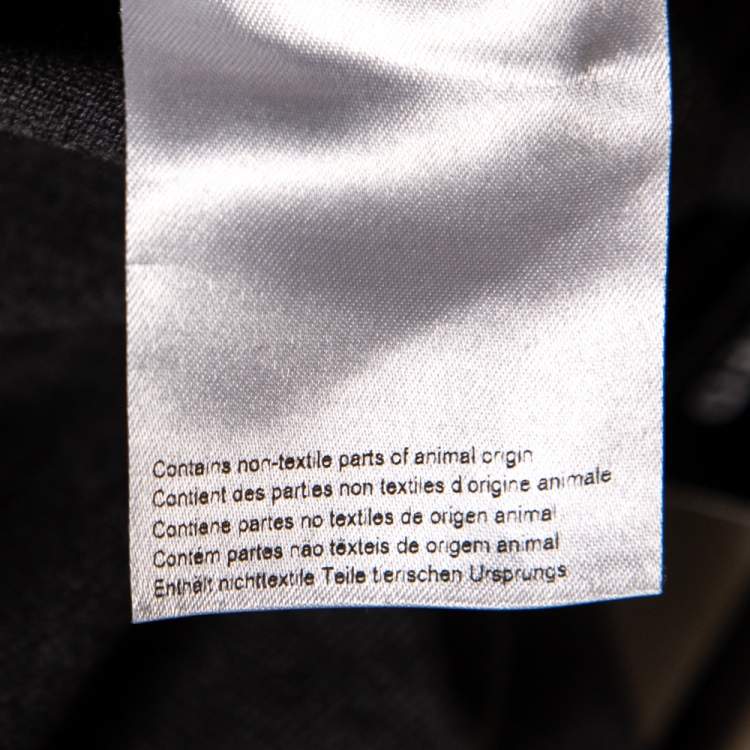 Contains non-textile parts of animal origin
Contient des parties non textiles d'origine animale
Contiene partes no textiles de origen animal
Contém partes não têxteis de origem animal
Enthält nichttextile Teile tierischen Ursprungs